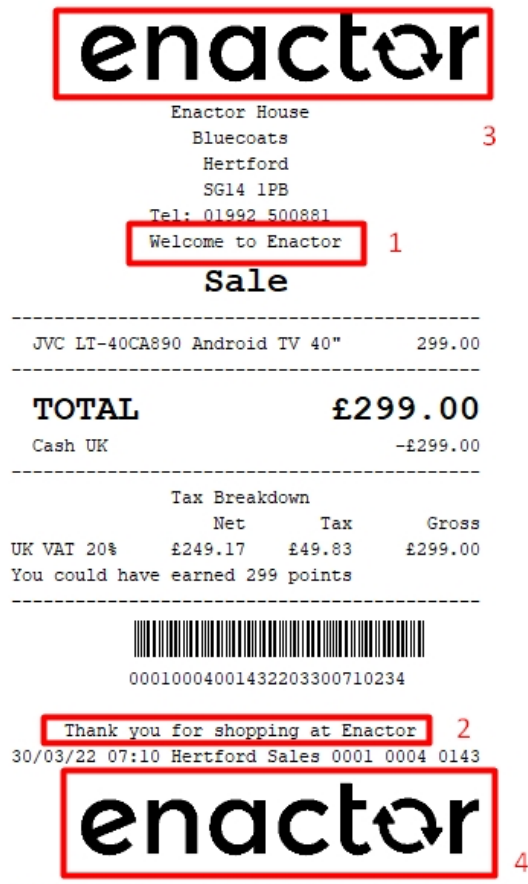 enactor
Enactor House
Bluecoats
3
Hertford
SG14 1PB
Tel: 01992 500881
Welcome to Enactor 1
Sale
JVC LT-40CA890 Android TV 40" 299.00
TOTAL £299.00
Cash UK -£299.00
Tax Breakdown
Net Tax Gross
UK VAT 20% £249.17 £49.83 £299.00
You could have earned 299 points
0001000400143220330071​0234
Thank you for shopping at Enactor 2
30/03/22 07:10 Hertford Sales 0001 0004 0143
enactor
4